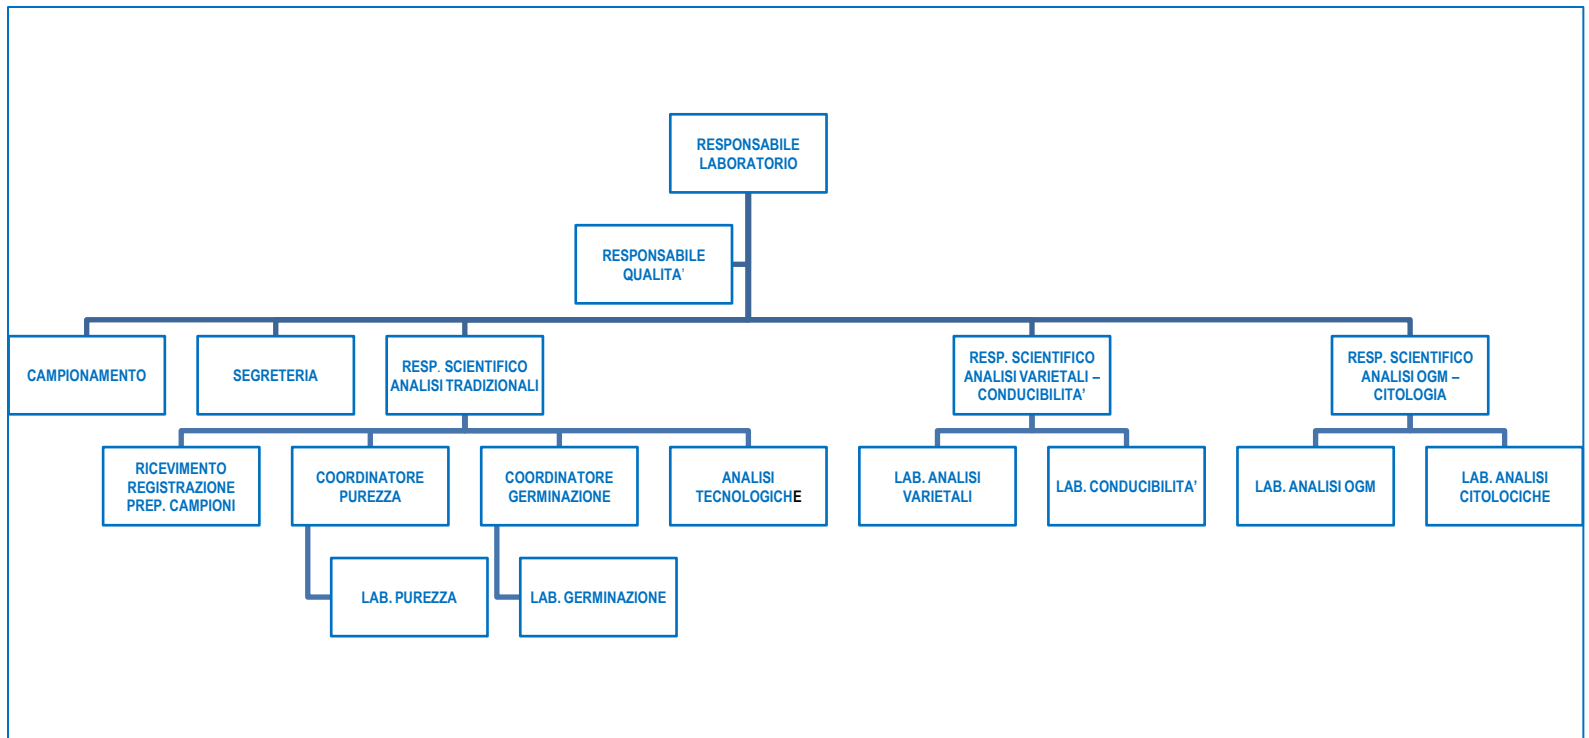 RESPONSABILE
LABORATORIO
RESPONSABILE
QUALITA’
CAMPIONAMENTO
SEGRETERIA
RESP. SCIENTIFICO
ANALISI TRADIZIONALI
RESP. SCIENTIFICO
ANALISI VARIETALI –
CONDUCIBILITA’
RESP. SCIENTIFICO
ANALISI OGM –
CITOLOGIA
RICEVIMENTO
REGISTRAZIONE
PREP. CAMPIONI
COORDINATORE
PUREZZA
COORDINATORE
GERMINAZIONE
ANALISI
TECNOLOGICHE
LAB. ANALISI
VARIETALI
LAB. CONDUCIBILITA’
LAB. ANALISI OGM
LAB. ANALISI
CITOLOCICHE
LAB. PUREZZA
LAB. GERMINAZIONE